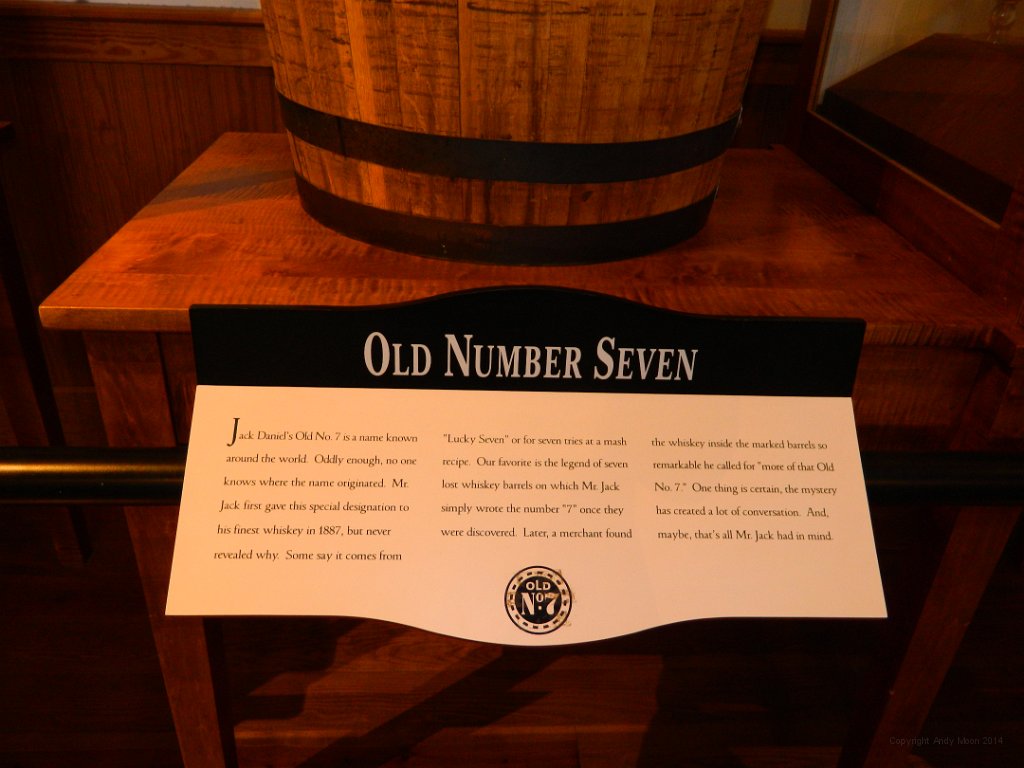 OLD NUMBER SEVEN
Jack Daniel's Old No. 7 is a name known
around the world. Oddly enough, no one
knows where the name originated. Mr.
Jack first gave this special designation to
his finest whiskey in 1887, but never
revealed why. Some say it comes from
"Lucky Seven" or for seven tries at a mash
recipe. Our favorite is the legend of seven
lost whiskey barrels on which Mr. Jack
simply wrote the number "7" once they
were discovered. Later, a merchant found
the whiskey inside the marked barrels so
remarkable he called for "more of that Old
No. 7." One thing is certain, the mystery
has created a lot of conversation. And,
maybe, that's all Mr. Jack had in mind.
OLD
No. 7
Copyright Andy Moon 2014